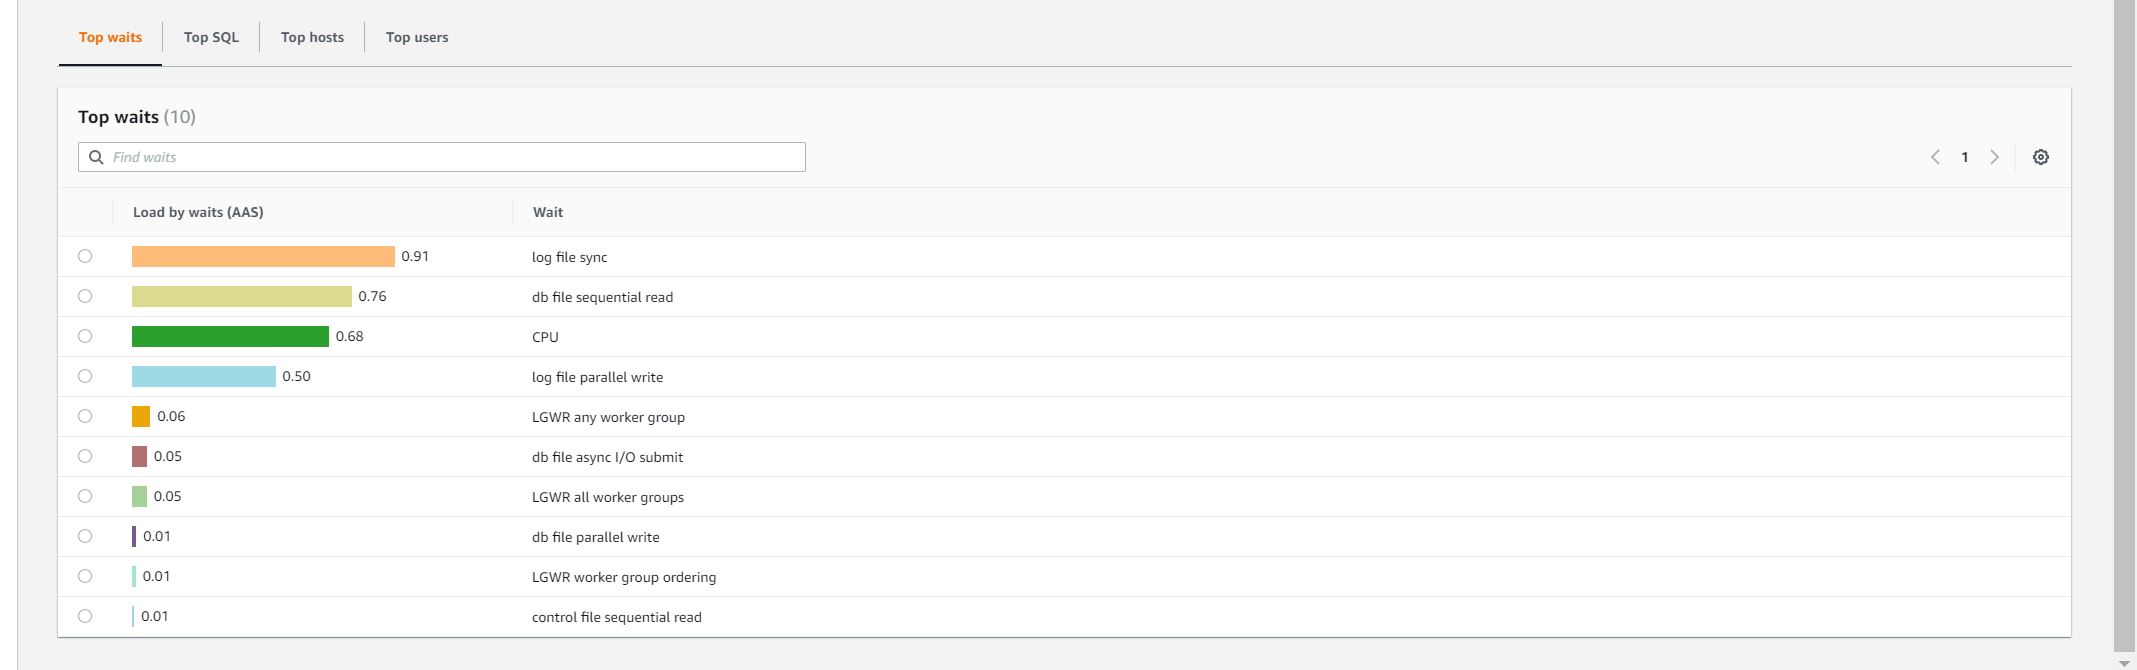 Top waits Top SQL Top hosts Top users
Top waits (10)
Find waits 1
Load by waits (AAS) Wait
0.91 log file sync
0.76 db file sequential read
0.68 CPU
0.50 log file parallel write
0.06 LGWR any worker group
0.05 db file async I/O submit
0.05 LGWR all worker groups
0.01 db file parallel write
0.01 LGWR worker group ordering
0.01 control file sequential read